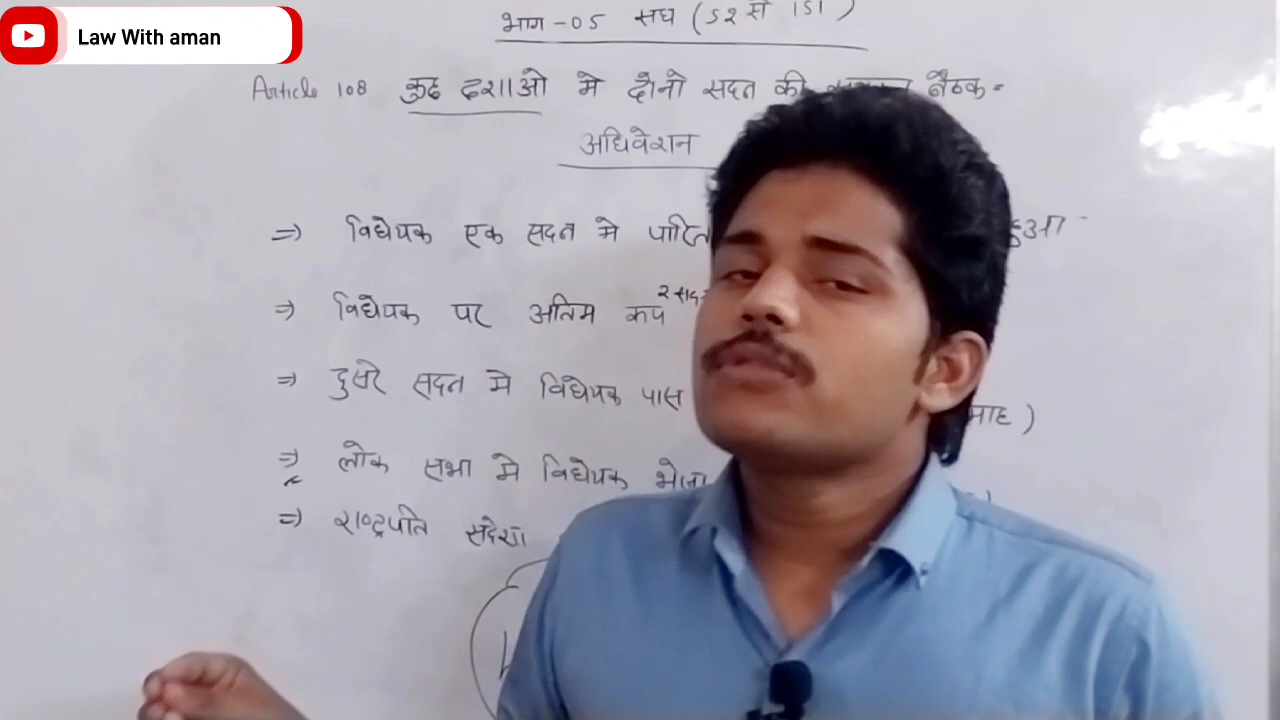 Law With aman
भाग -05 संघ (52 से 151)
Article 108 कुछ दशाओ मे दोनो सदन की बैठक =
अधिवेशन
=> विधेयक एक सदन मे पारित हुआ -
=> विधेयक पर अंतिम रूप
=> दुसरे सदन मे विधेयक पास माह )
=> लोक सभा मे विधेयक भेजा
=> राष्ट्रपति संदेश